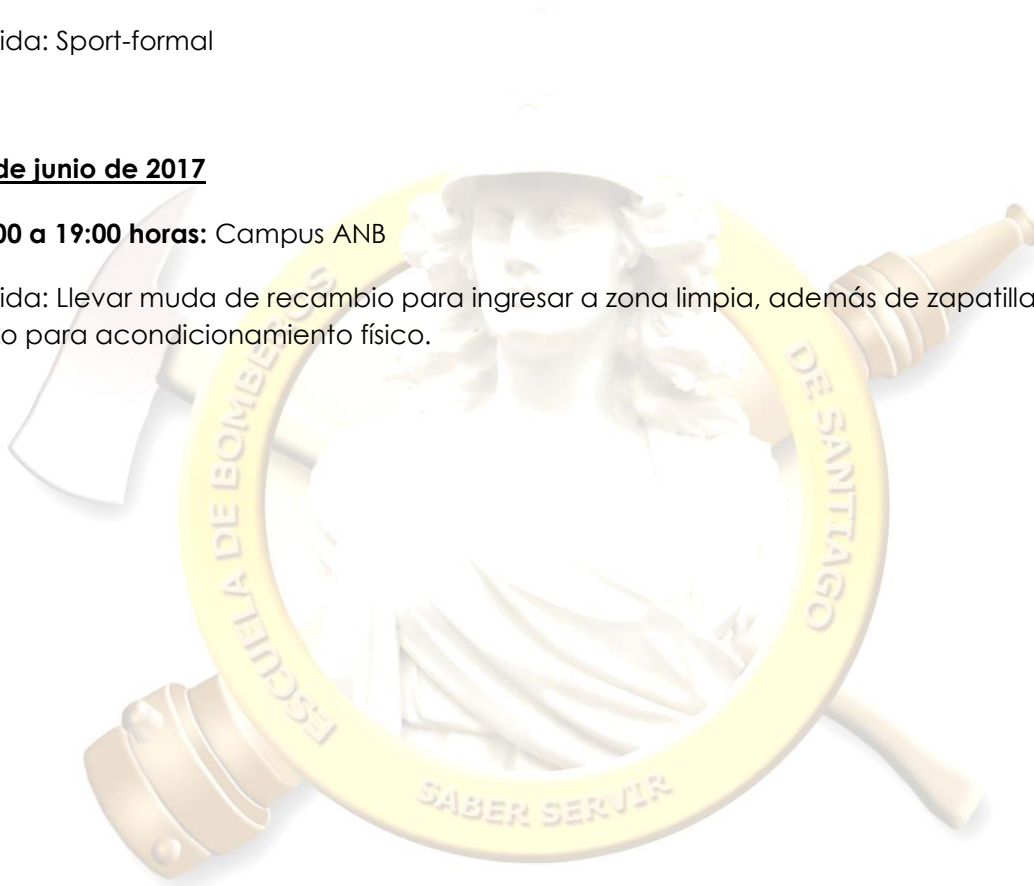 ida: Sport-formal
de junio de 2017
00 a 19:00 horas: Campus ANB
ida: Llevar muda de recambio para ingresar a zona limpia, además de zapatilla
o para acondicionamiento físico.
ESCUELA DE BOMBEROS
DE SANTIAGO
SABER SERVIR